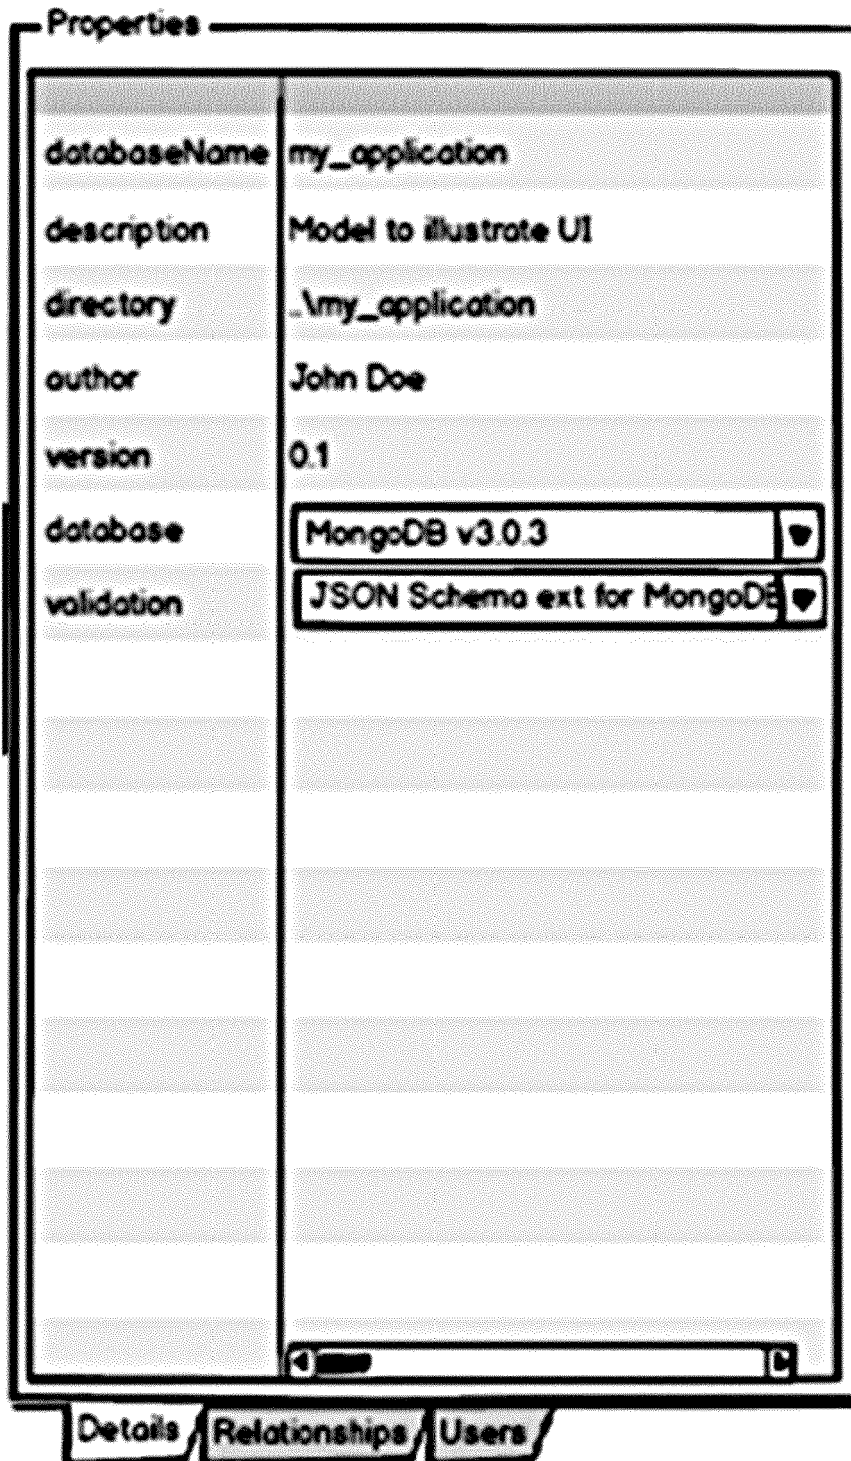 Properties
databaseName my_application
description Model to illustrate UI
directory ..\my_application
author John Doe
version 0.1
database MongoDB v3.0.3
validation JSON Schema ext for MongoDB
Details Relationships Users